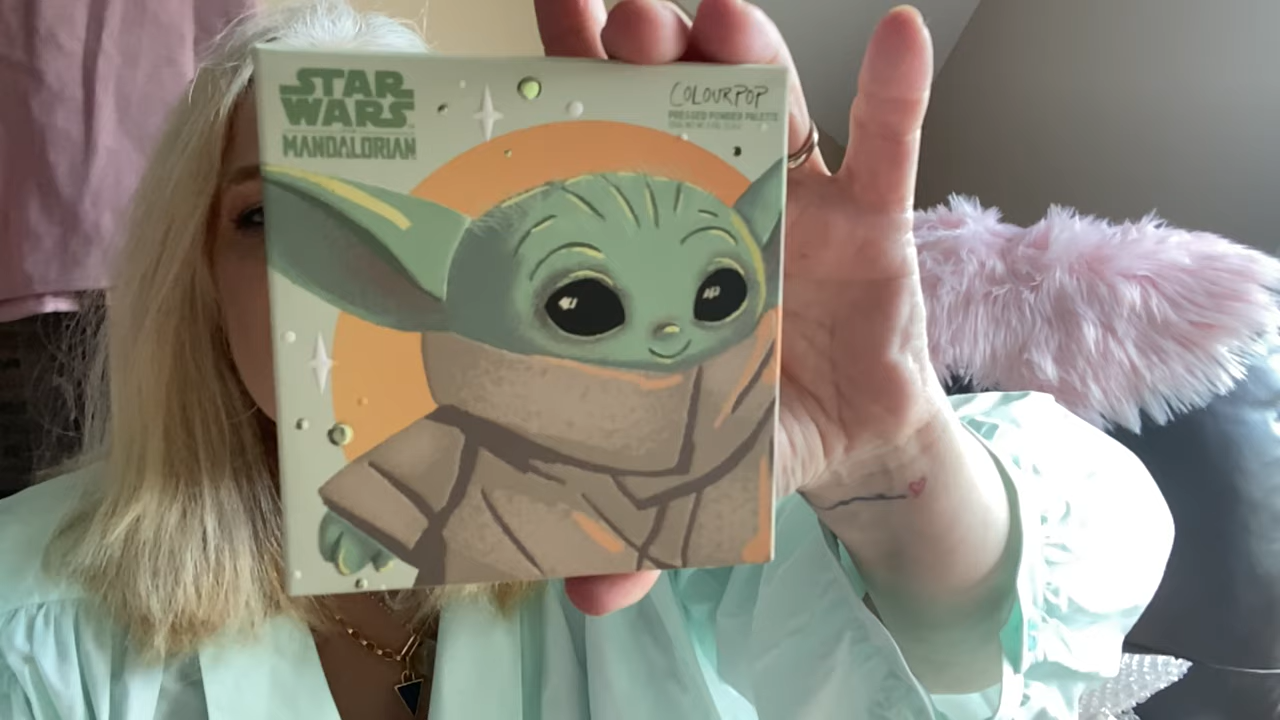 STAR
WARS
MANDALORIAN
COLOURPOP
PRESSED POWDER PALETTE